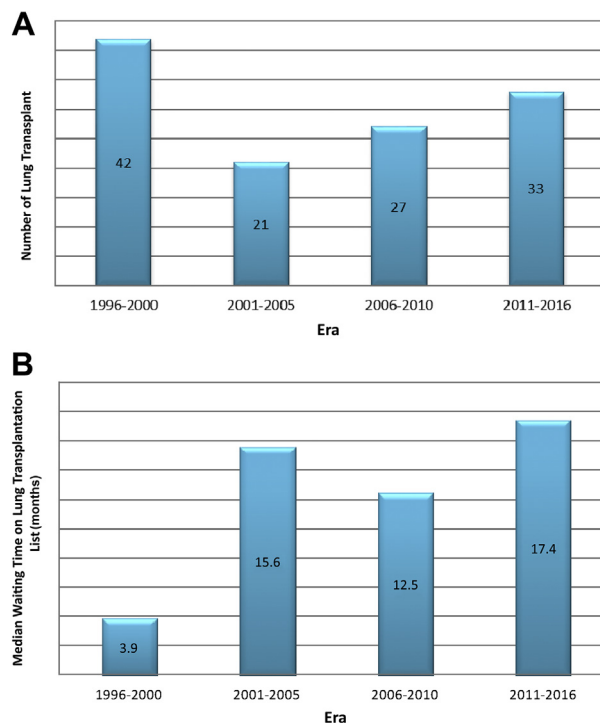 A
Number of Lung Tranasplant
42
21
27
33
1996-2000
2001-2005
2006-2010
2011-2016
Era
B
Median Waiting Time on Lung Transplantation
List (months)
3.9
15.6
12.5
17.4
1996-2000
2001-2005
2006-2010
2011-2016
Era